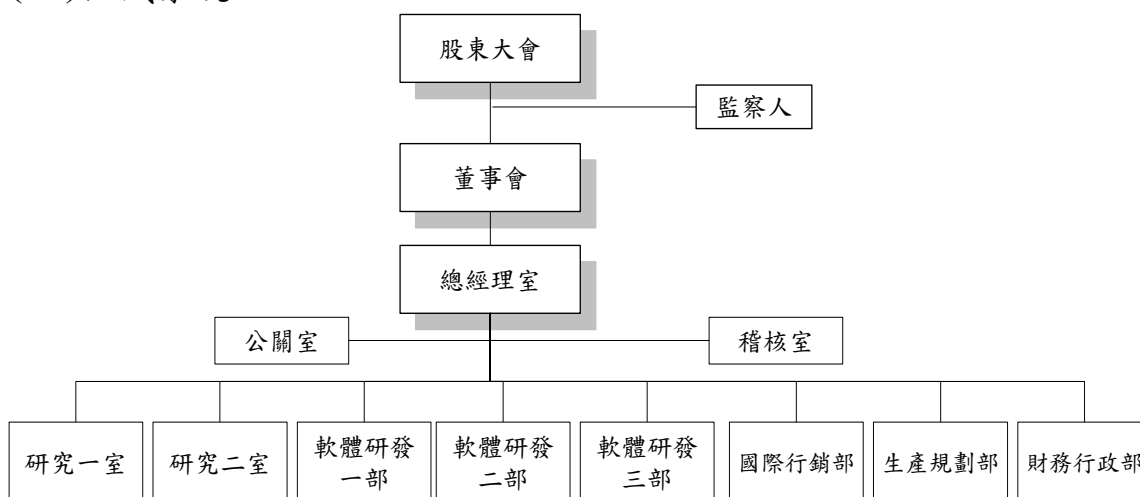 股東大會
監察人
董事會
總經理室
公關室
稽核室
研究一室
研究二室
軟體研發
一部
軟體研發
二部
軟體研發
三部
國際行銷部
生產規劃部
財務行政部